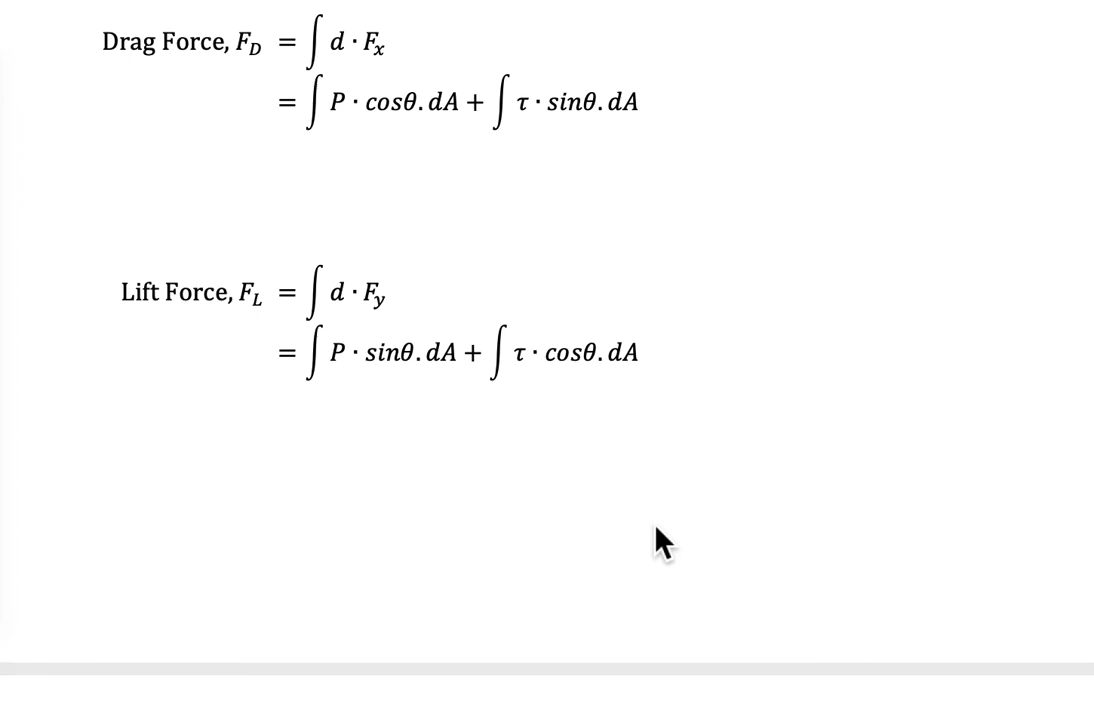 Drag Force, F_D = ∫ d · F_x
= ∫ P · cosθ. dA + ∫ τ · sinθ. dA
Lift Force, F_L = ∫ d · F_y
= ∫ P · sinθ. dA + ∫ τ · cosθ. dA